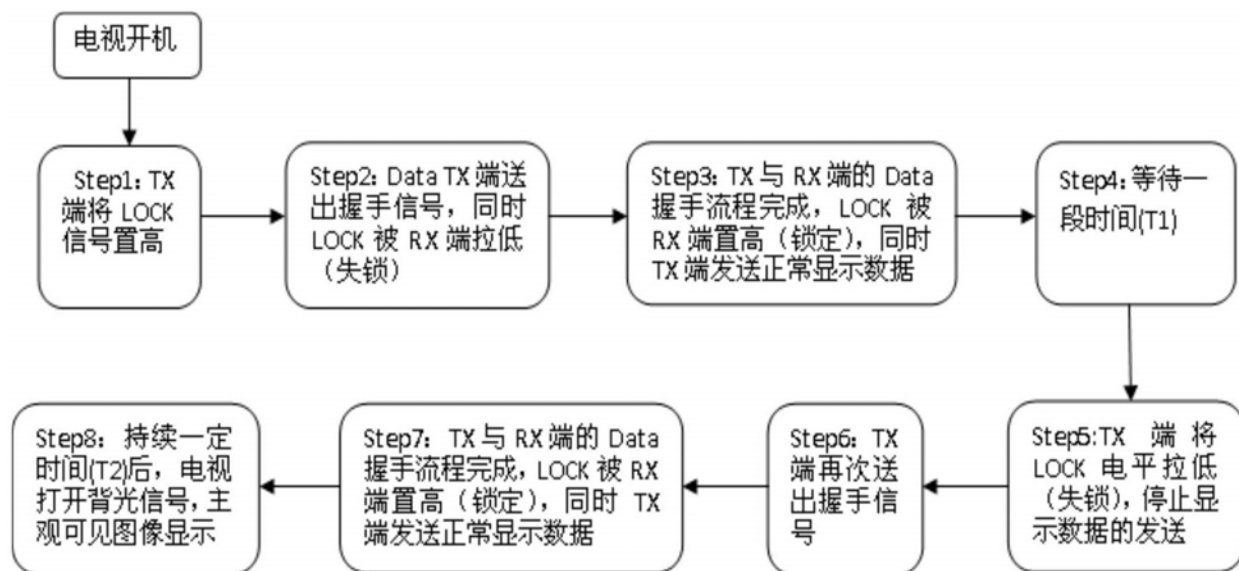 电视开机
Step1：TX
端将 LOCK
信号置高
Step2：Data TX 端送
出握手信号，同时
LOCK 被 RX 端拉低
（失锁）
Step3：TX 与 RX 端的 Data
握手流程完成，LOCK 被
RX 端置高（锁定），同时
TX 端发送正常显示数据
Step4：等待一
段时间(T1)
Step5:TX 端将
LOCK 电平拉低
（失锁），停止显
示数据的发送
Step6：TX
端再次送
出握手信
号
Step7：TX 与 RX 端的 Data
握手流程完成，LOCK 被 RX
端置高（锁定），同时 TX
端发送正常显示数据
Step8：持续一定
时间(T2)后，电视
打开背光信号，主
观可见图像显示